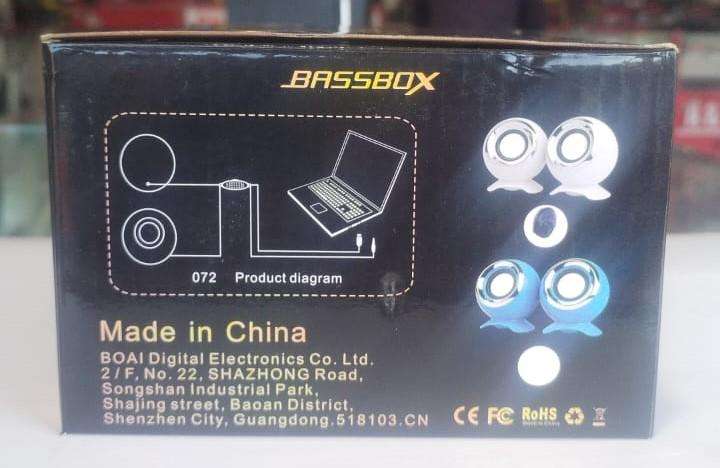 BASSBOX
072 Product diagram
Made in China
BOAI Digital Electronics Co. Ltd.
2/F, No. 22, SHAZHONG Road,
Songshan Industrial Park,
Shajing street, Baoan District,
Shenzhen City, Guangdong.518103.CN
CE FC RoHS